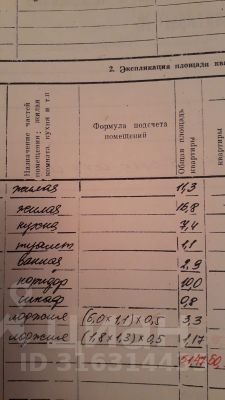 2. Экспликация площади ква
Назначение частей помещения: жилая комната, кухня и т.п
Формула подсчета помещений
Общая площадь квартиры
квартиры
жилая 11,3
жилая 16,8
кухня 7,4
туалет 1,1
ванная 2,9
коридор 10,0
шкаф 0,8
лоджия (6,0 × 1,1) × 0,5 3,3
лоджия (1,8 × 1,3) × 0,5 1,17
ID 3163144